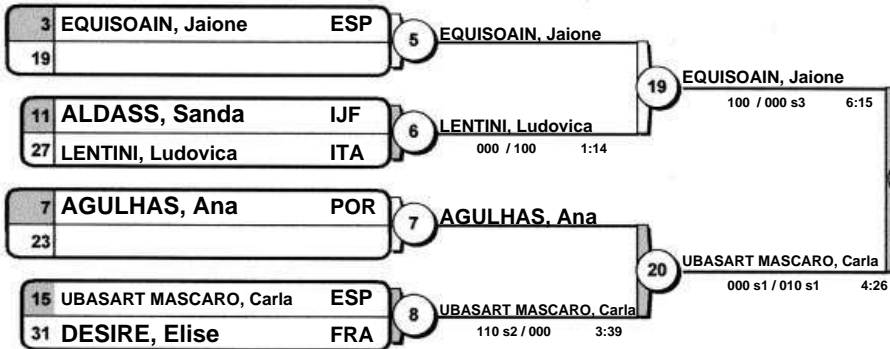 3 EQUISOAIN, Jaione ESP
19
5 EQUISOAIN, Jaione
11 ALDASS, Sanda IJF
27 LENTINI, Ludovica ITA
6 LENTINI, Ludovica
000 / 100 1:14
19 EQUISOAIN, Jaione
100 / 000 s3 6:15
7 AGULHAS, Ana POR
23
7 AGULHAS, Ana
15 UBASART MASCARO, Carla ESP
31 DESIRE, Elise FRA
8 UBASART MASCARO, Carla
110 s2 / 000 3:39
20 UBASART MASCARO, Carla
000 s1 / 010 s1 4:26